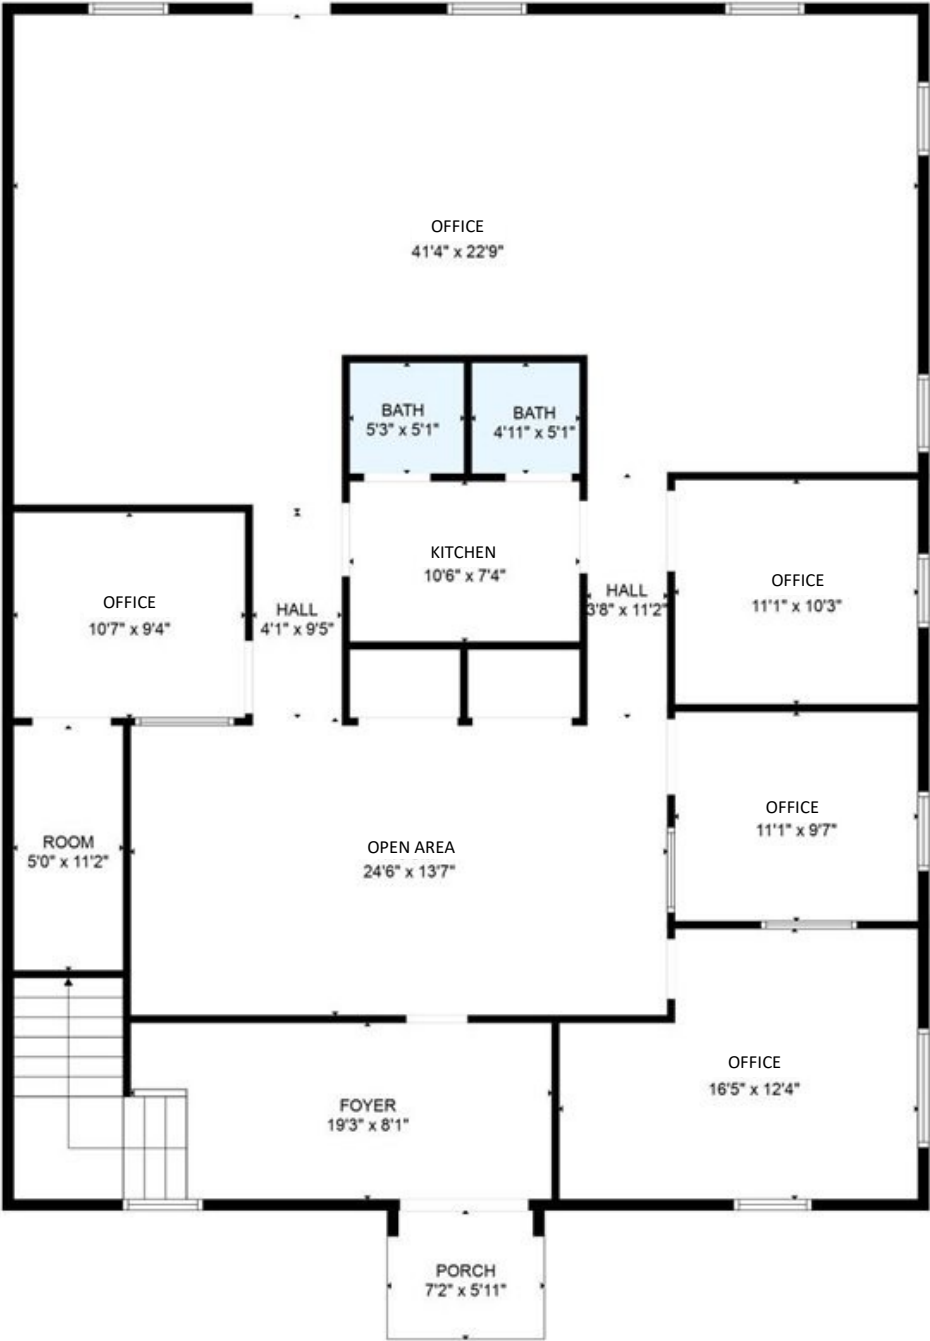 OFFICE
41'4" x 22'9"
BATH
5'3" x 5'1"
BATH
4'11" x 5'1"
KITCHEN
10'6" x 7'4"
OFFICE
10'7" x 9'4"
HALL
4'1" x 9'5"
HALL
3'8" x 11'2"
OFFICE
11'1" x 10'3"
ROOM
5'0" x 11'2"
OPEN AREA
24'6" x 13'7"
OFFICE
11'1" x 9'7"
FOYER
19'3" x 8'1"
OFFICE
16'5" x 12'4"
PORCH
7'2" x 5'11"